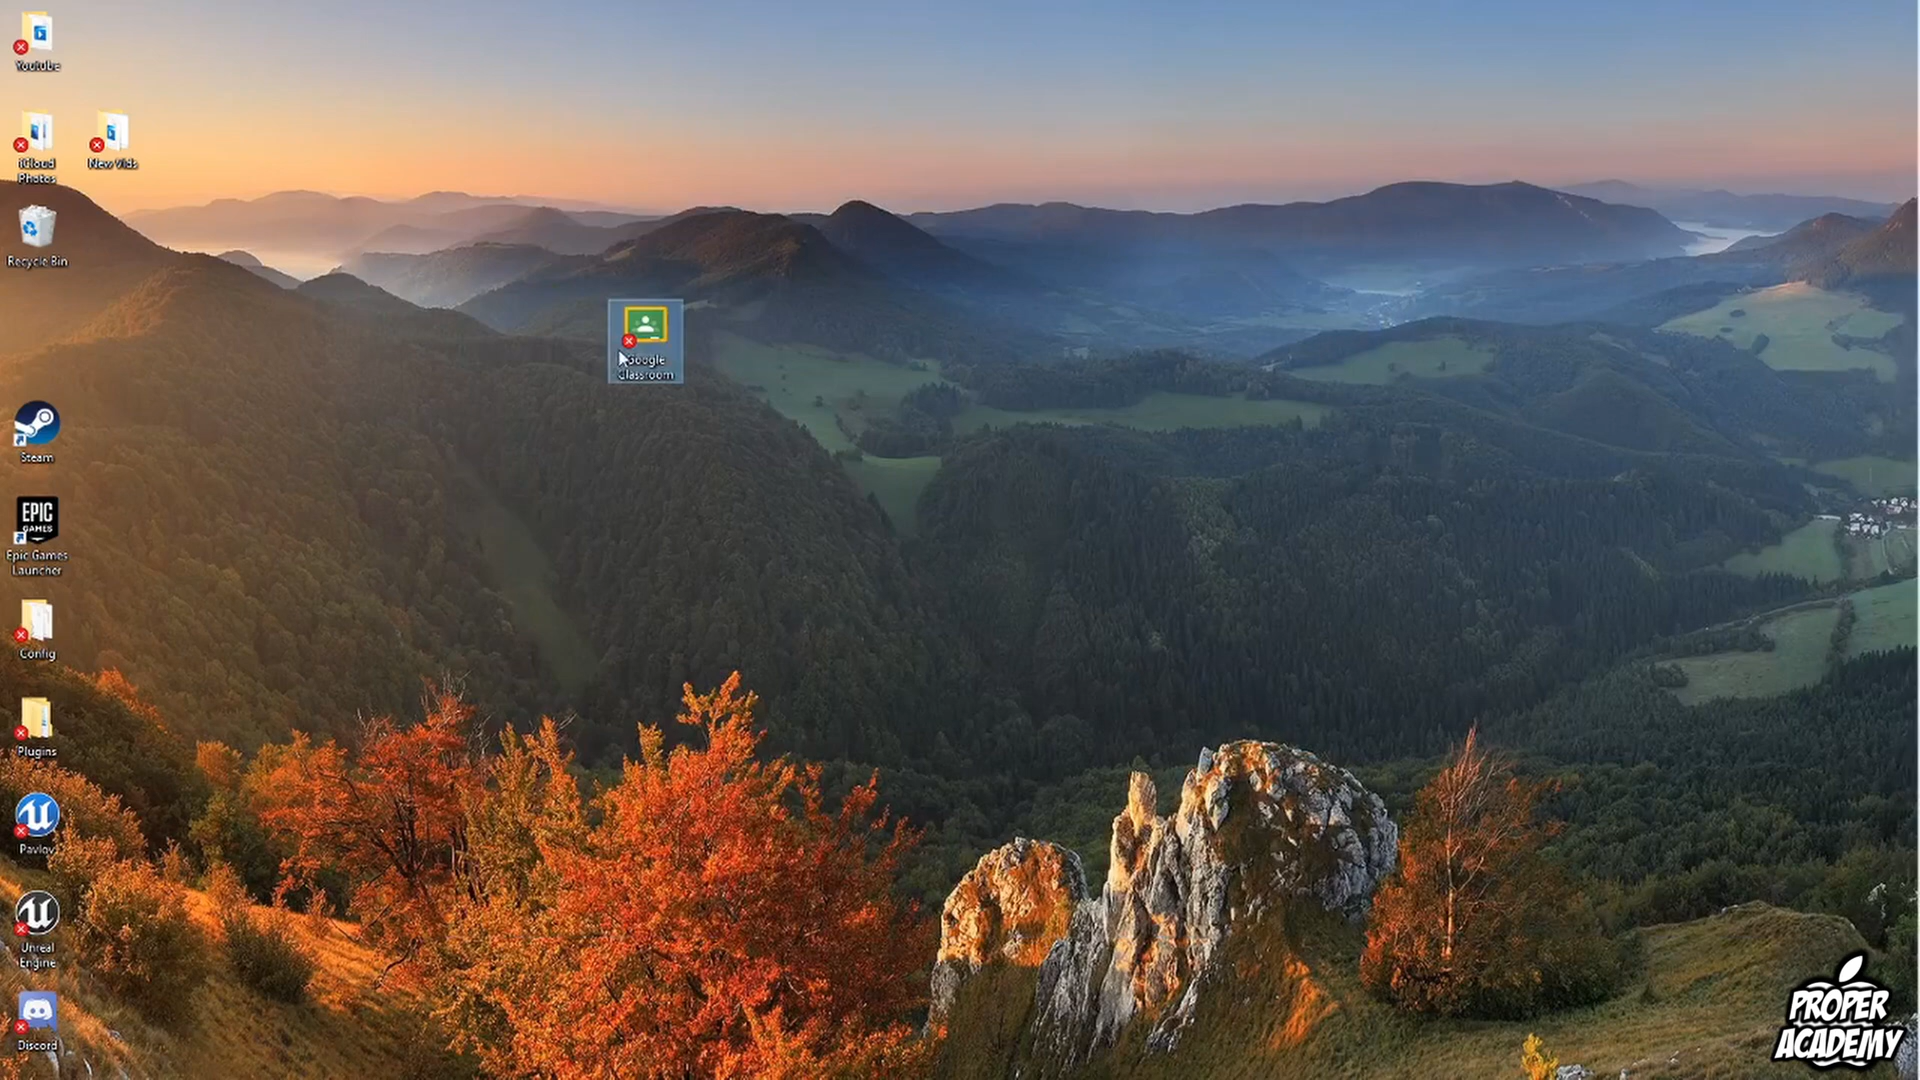 Youtube
iCloud
Photos
New Vids
Recycle Bin
Google
Classroom
Steam
EPIC
GAMES
Epic Games
Launcher
Config
Plugins
Pavlov
Unreal
Engine
Discord
PROPER
ACADEMY